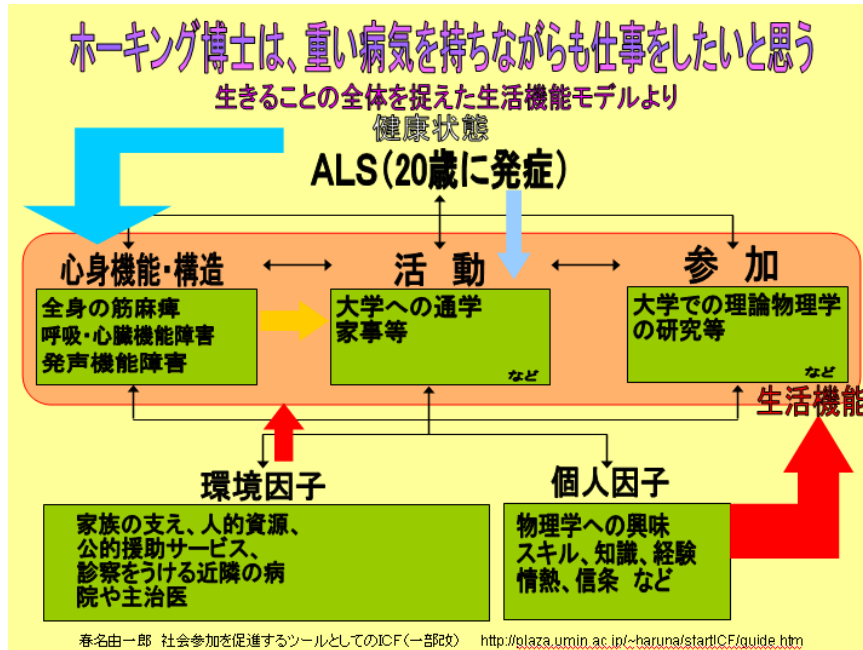 ホーキング博士は、重い病気を持ちながらも仕事をしたいと思う
生きることの全体を捉えた生活機能モデルより
健康状態
ALS(20歳に発症)
心身機能・構造
活 動
参 加
全身の筋麻痺
呼吸・心臓機能障害
発声機能障害
大学への通学
家事等
など
大学での理論物理学
の研究等
など
生活機能
環境因子
個人因子
家族の支え、人的資源、
公的援助サービス、
診察をうける近隣の病
院や主治医
物理学への興味
スキル、知識、経験
情熱、信条 など
春名由一郎 社会参加を促進するツールとしてのICF(一部改) http://plaza.umin.ac.jp/~haruna/startICF/guide.htm